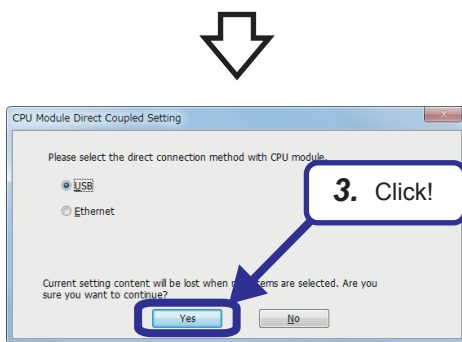 CPU Module Direct Coupled Setting
Please select the direct connection method with CPU module.
USB
Ethernet
3. Click!
Current setting content will be lost when items are selected. Are you
sure you want to continue?
Yes
No